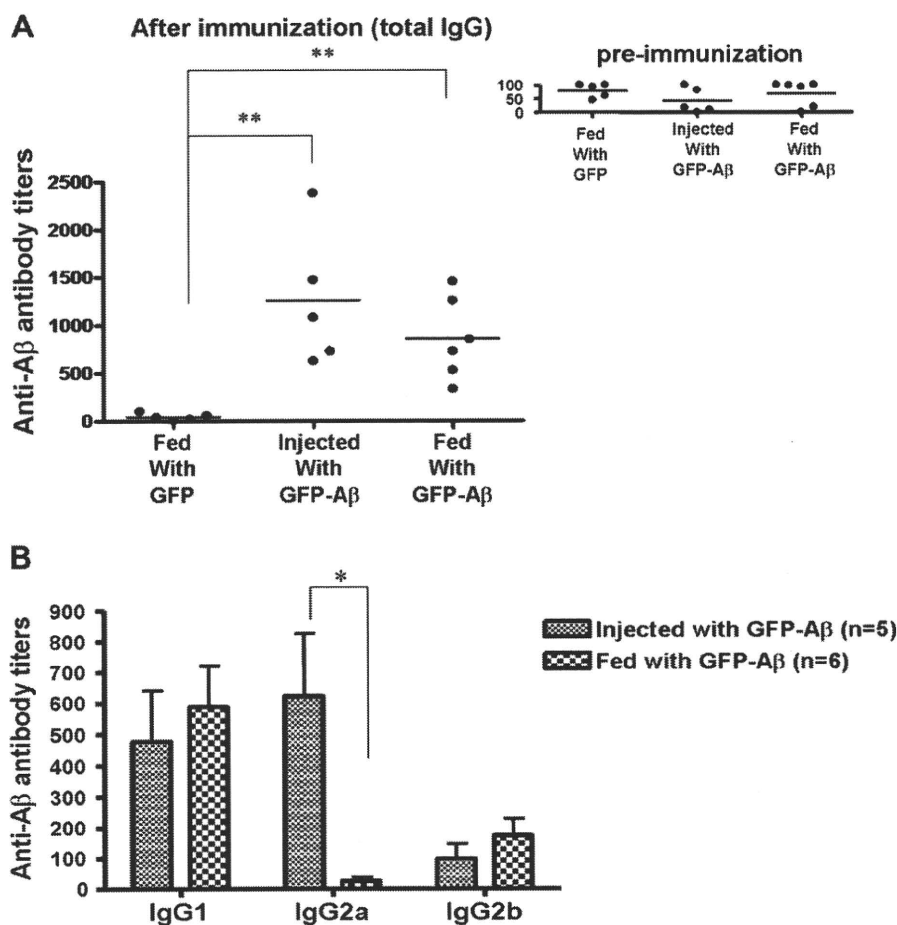 A
After immunization (total IgG)
**
**
pre-immunization
100
50
0
Fed
With
GFP
Injected
With
GFP-Aβ
Fed
With
GFP-Aβ
Anti-Aβ antibody titers
2500
2000
1500
1000
500
0
Fed
With
GFP
Injected
With
GFP-Aβ
Fed
With
GFP-Aβ
B
*
Anti-Aβ antibody titers
900
800
700
600
500
400
300
200
100
0
IgG1
IgG2a
IgG2b
Injected with GFP-Aβ (n=5)
Fed with GFP-Aβ (n=6)